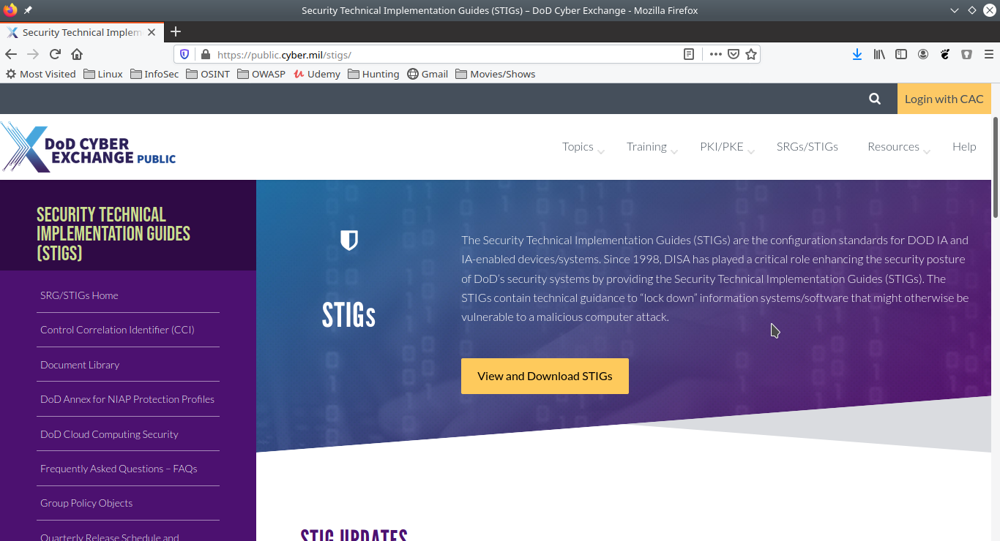 Security Technical Implementation Guides (STIGs) – DoD Cyber Exchange - Mozilla Firefox
Security Technical Implem
https://public.cyber.mil/stigs/
Most Visited Linux InfoSec OSINT OWASP Udemy Hunting Gmail Movies/Shows
Login with CAC
DoD CYBER
EXCHANGE PUBLIC
Topics Training PKI/PKE SRGs/STIGs Resources Help
SECURITY TECHNICAL
IMPLEMENTATION GUIDES
(STIGS)
SRG/STIGs Home
Control Correlation Identifier (CCI)
Document Library
DoD Annex for NIAP Protection Profiles
DoD Cloud Computing Security
Frequently Asked Questions – FAQs
Group Policy Objects
Quarterly Release Schedule and
STIGs
The Security Technical Implementation Guides (STIGs) are the configuration standards for DOD IA and
IA-enabled devices/systems. Since 1998, DISA has played a critical role enhancing the security posture
of DoD's security systems by providing the Security Technical Implementation Guides (STIGs). The
STIGs contain technical guidance to “lock down” information systems/software that might otherwise be
vulnerable to a malicious computer attack.
View and Download STIGs
STIG UPDATES